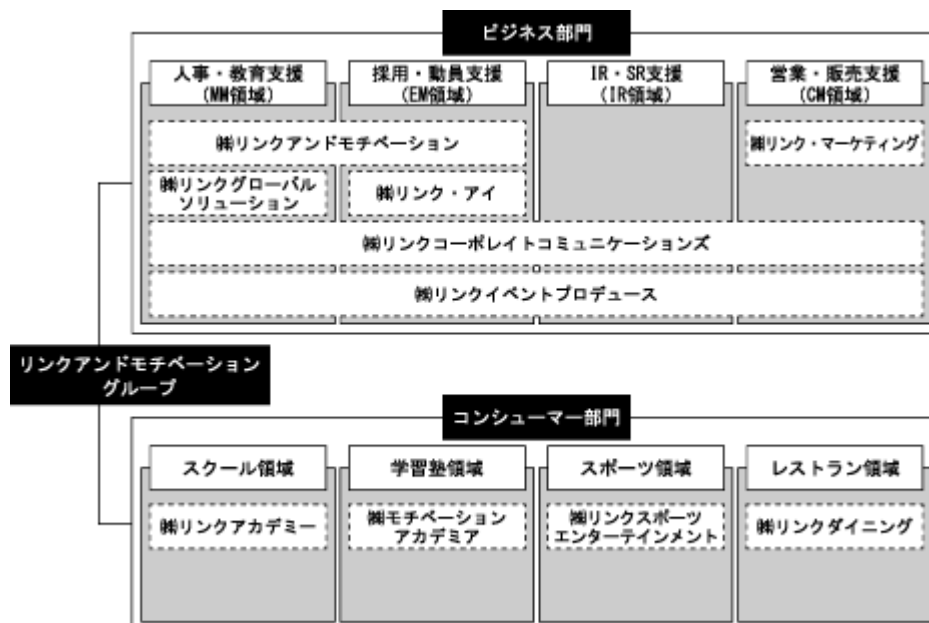 ビジネス部門
人事・教育支援
(MM領域)
採用・動員支援
(EM領域)
IR・SR支援
(IR領域)
営業・販売支援
(CM領域)
㈱リンクアンドモチベーション
㈱リンク・マーケティング
㈱リンクグローバル
ソリューション
㈱リンク・アイ
㈱リンクコーポレイトコミュニケーションズ
㈱リンクイベントプロデュース
リンクアンドモチベーション
グループ
コンシューマー部門
スクール領域
学習塾領域
スポーツ領域
レストラン領域
㈱リンクアカデミー
㈱モチベーション
アカデミア
㈱リンクスポーツ
エンターテインメント
㈱リンクダイニング